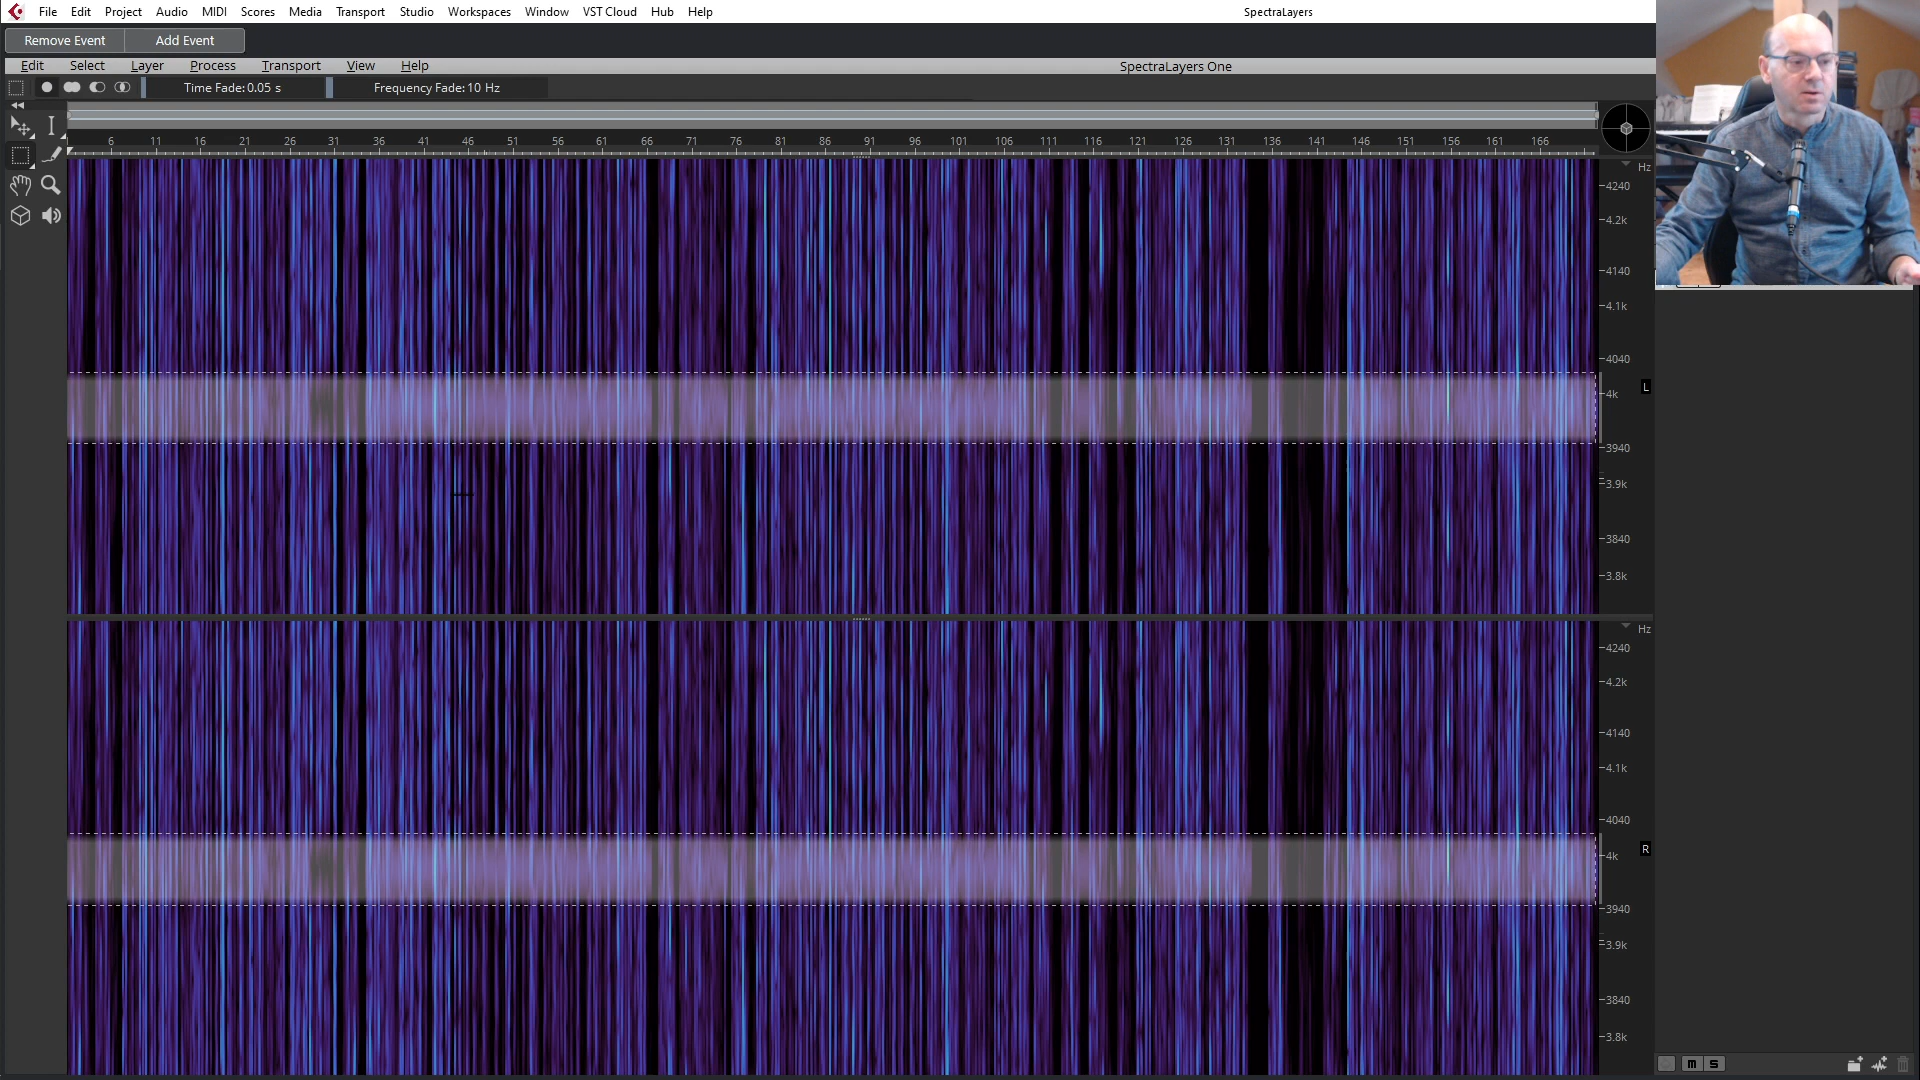 File Edit Project Audio MIDI Scores Media Transport Studio Workspaces Window VST Cloud Hub Help SpectraLayers
Remove Event Add Event
Edit Select Layer Process Transport View Help SpectraLayers One
Time Fade: 0.05 s Frequency Fade: 10 Hz
6 11 16 21 26 31 36 41 46 51 56 61 66 71 76 81 86 91 96 101 106 111 116 121 126 131 136 141 146 151 156 161 166
Hz
4240
4.2k
4140
4.1k
4040
L
4k
3940
3.9k
3840
3.8k
Hz
4240
4.2k
4140
4.1k
4040
R
4k
3940
3.9k
3840
3.8k
m S